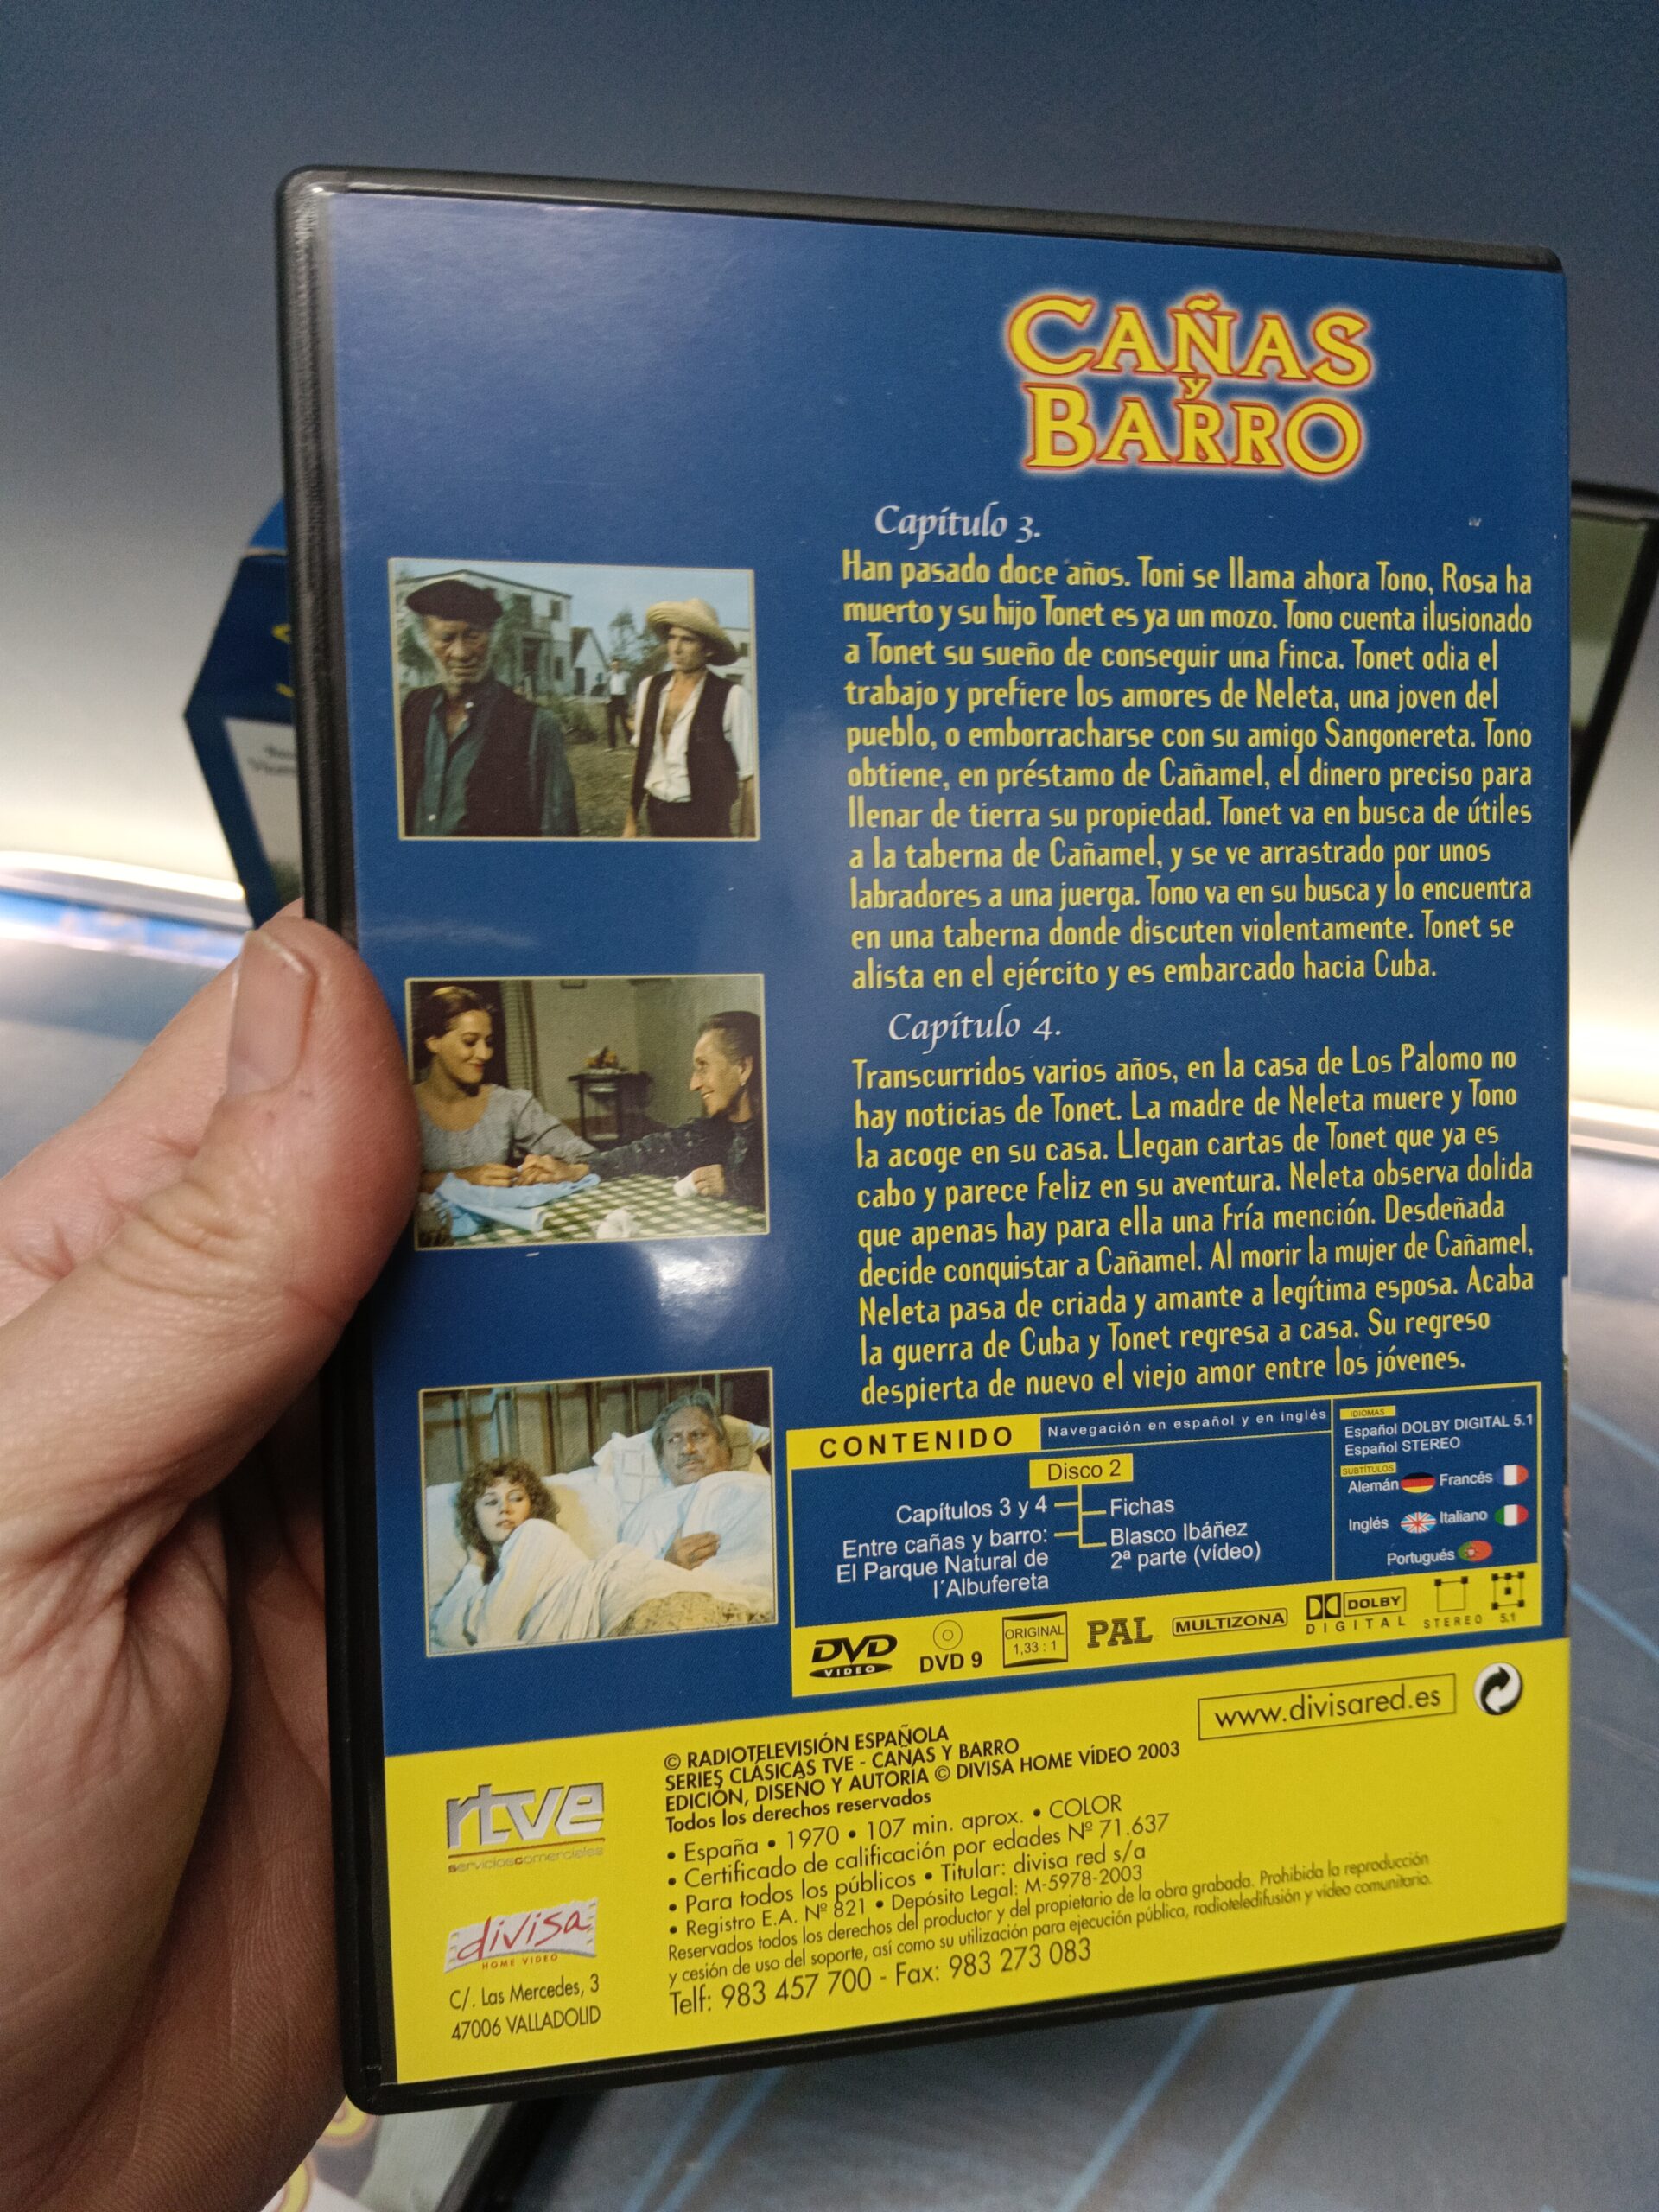 CAÑAS
Y
BARRO
Capítulo 3.
Han pasado doce años. Toni se llama ahora Tono, Rosa ha
muerto y su hijo Tonet es ya un mozo. Tono cuenta ilusionado
a Tonet su sueño de conseguir una finca. Tonet odia el
trabajo y prefiere los amores de Neleta, una joven del
pueblo, o emborracharse con su amigo Sangonereta. Tono
obtiene, en préstamo de Cañamel, el dinero preciso para
llenar de tierra su propiedad. Tonet va en busca de útiles
a la taberna de Cañamel, y se ve arrastrado por unos
labradores a una juerga. Tono va en su busca y lo encuentra
en una taberna donde discuten violentamente. Tonet se
alista en el ejército y es embarcado hacia Cuba.
Capítulo 4.
Transcurridos varios años, en la casa de Los Palomo no
hay noticias de Tonet. La madre de Neleta muere y Tono
la acoge en su casa. Llegan cartas de Tonet que ya es
cabo y parece feliz en su aventura. Neleta observa dolida
que apenas hay para ella una fría mención. Desdeñada
decide conquistar a Cañamel. Al morir la mujer de Cañamel,
Neleta pasa de criada y amante a legítima esposa. Acaba
la guerra de Cuba y Tonet regresa a casa. Su regreso
despierta de nuevo el viejo amor entre los jóvenes.
CONTENIDO
Navegación en español y en inglés
Disco 2
Capítulos 3 y 4
Entre cañas y barro:
El Parque Natural de
l´Albufereta
Fichas
Blasco Ibáñez
2ª parte (vídeo)
IDIOMAS
Español DOLBY DIGITAL 5.1
Español STEREO
SUBTÍTULOS
Alemán Francés
Inglés Italiano
Portugués
DVD VIDEO
DVD 9
ORIGINAL
1,33 : 1
PAL
MULTIZONA
DOLBY
DIGITAL
STEREO
5.1
www.divisared.es
rtve
servicioscomerciales
divisa
HOME VIDEO
C/. Las Mercedes, 3
47006 VALLADOLID
© RADIOTELEVISIÓN ESPAÑOLA
SERIES CLÁSICAS TVE - CAÑAS Y BARRO
EDICIÓN, DISEÑO Y AUTORIA © DIVISA HOME VÍDEO 2003
Todos los derechos reservados
• España • 1970 • 107 min. aprox. • COLOR
• Certificado de calificación por edades Nº 71.637
• Para todos los públicos • Titular: divisa red s/a
• Registro E.A. Nº 821 • Depósito Legal: M-5978-2003
Reservados todos los derechos del productor y del propietario de la obra grabada. Prohibida la reproducción
y cesión de uso del soporte, así como su utilización para ejecución pública, radioteledifusión y vídeo comunitario.
Telf: 983 457 700 - Fax: 983 273 083